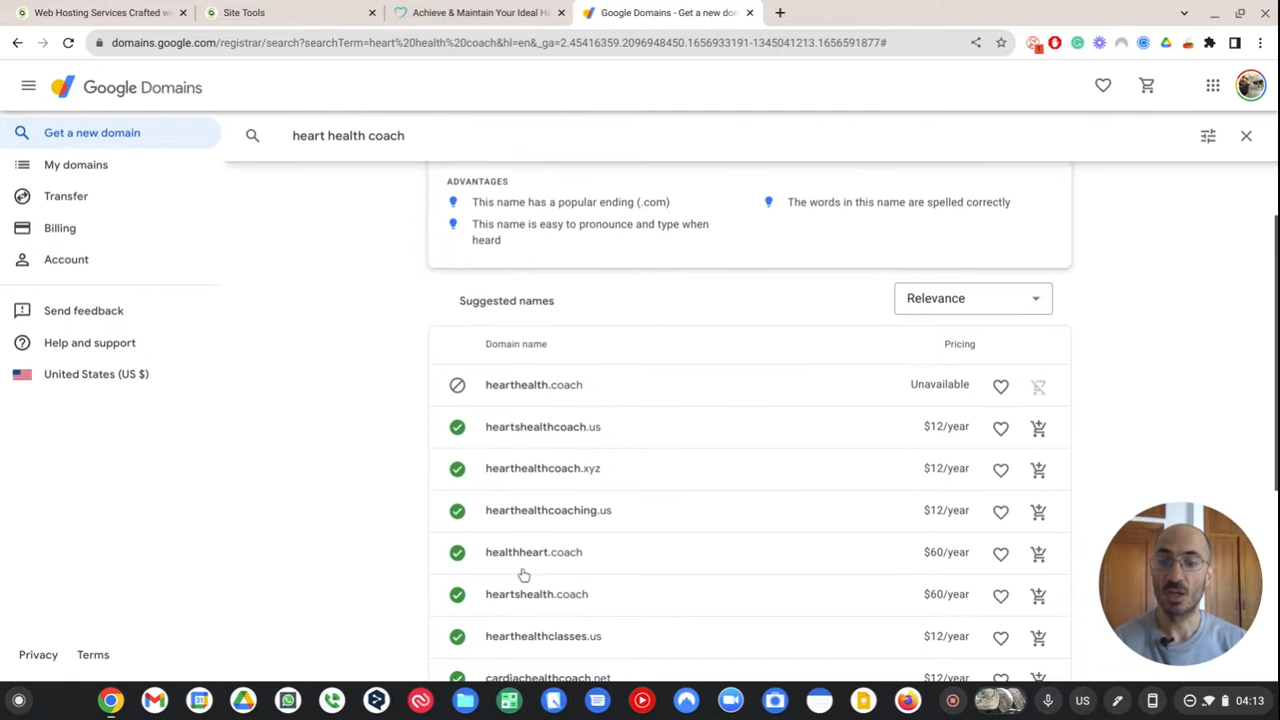 Web Hosting Services Crafted w
Site Tools
Achieve & Maintain Your Ideal H
Google Domains - Get a new dom
domains.google.com/registrar/search?searchTerm=heart%20health%20coach&hl=en&_ga=2.45416359.2096948450.1656933191-1345041213.1656591877#
Google Domains
Get a new domain
My domains
Transfer
Billing
Account
Send feedback
Help and support
United States (US $)
Privacy
Terms
heart health coach
ADVANTAGES
This name has a popular ending (.com)
The words in this name are spelled correctly
This name is easy to pronounce and type when
heard
Suggested names
Relevance
Domain name
Pricing
hearthealth.coach
Unavailable
heartshealthcoach.us
$12/year
hearthealthcoach.xyz
$12/year
hearthealthcoaching.us
$12/year
healthheart.coach
$60/year
heartshealth.coach
$60/year
hearthealthclasses.us
$12/year
cardiachealthcoach.net
$12/year
US
04:13